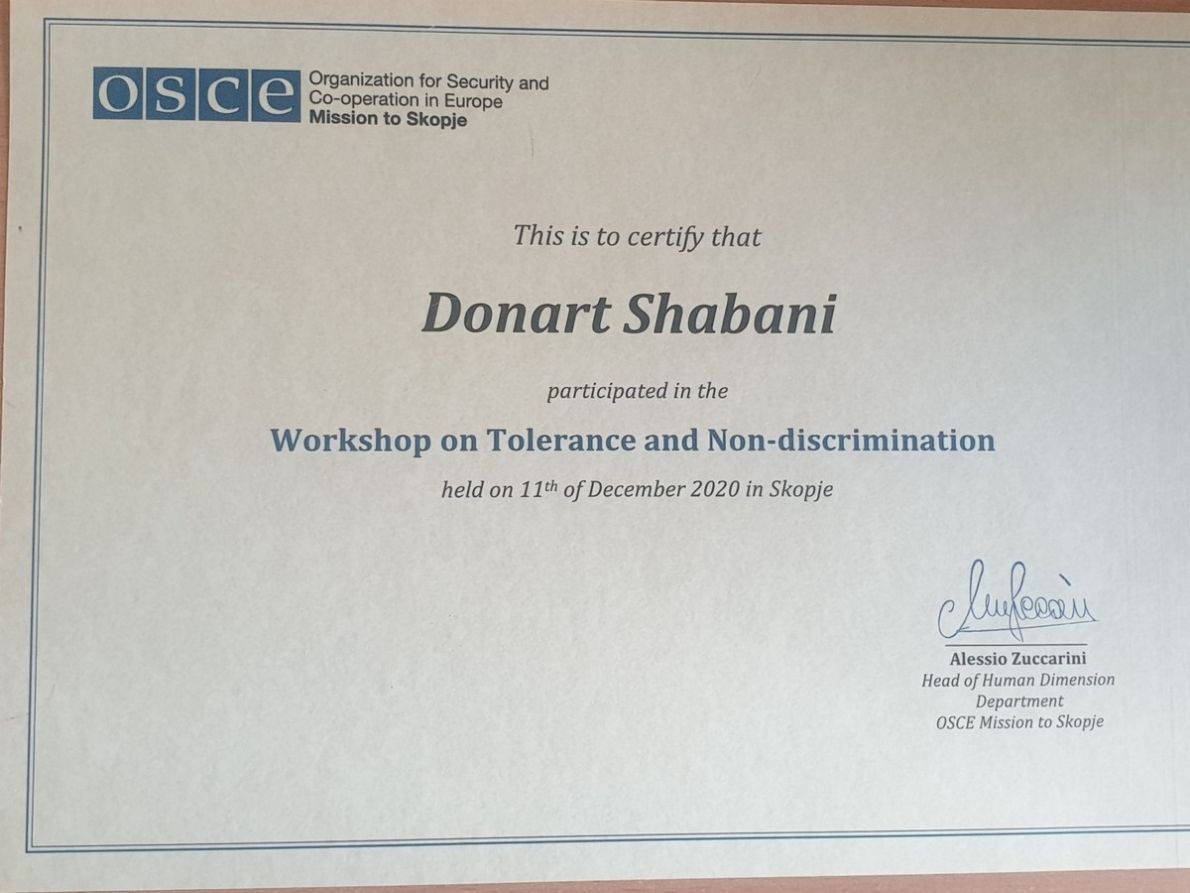 osce
Organization for Security and
Co-operation in Europe
Mission to Skopje
This is to certify that
Donart Shabani
participated in the
Workshop on Tolerance and Non-discrimination
held on 11th of December 2020 in Skopje
Alessio Zuccarini
Head of Human Dimension
Department
OSCE Mission to Skopje